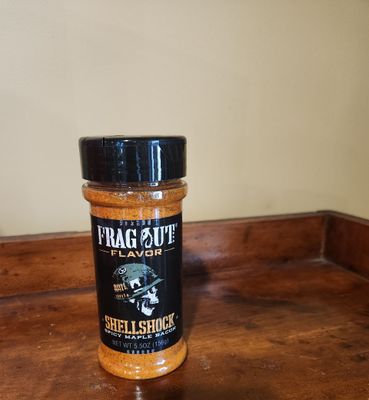 FRAG OUT
FLAVOR
SHELLSHOCK
SPICY MAPLE BACON
NET WT 5.5OZ (156g)